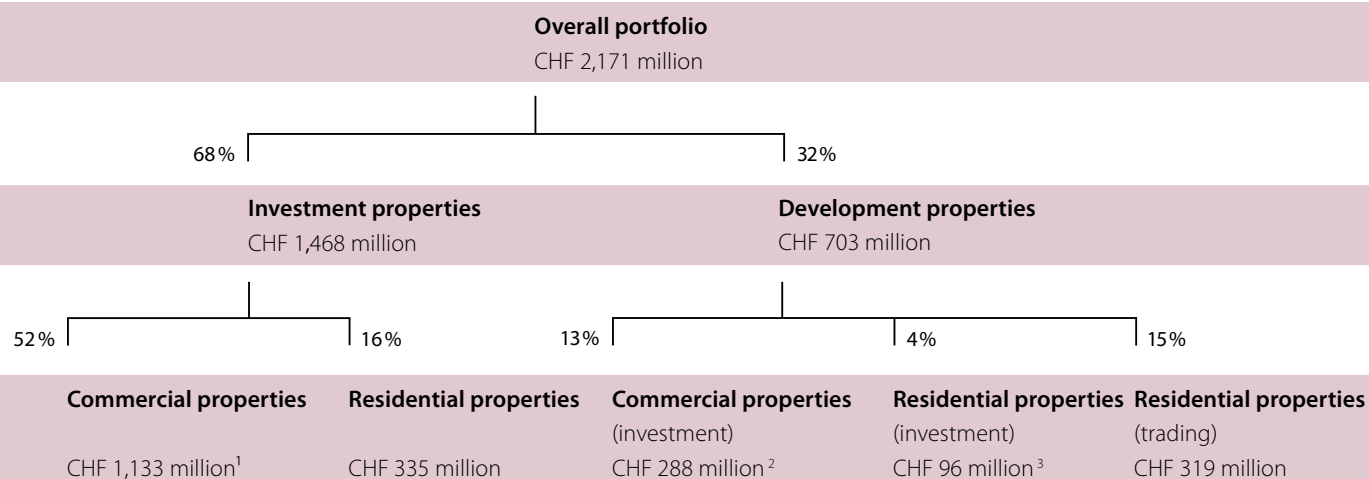 Overall portfolio
CHF 2,171 million
68% 32%
Investment properties Development properties
CHF 1,468 million CHF 703 million
52% 16% 13% 4% 15%
Commercial properties Residential properties Commercial properties Residential properties Residential properties
(investment) (investment) (trading)
CHF 1,133 million¹ CHF 335 million CHF 288 million² CHF 96 million³ CHF 319 million